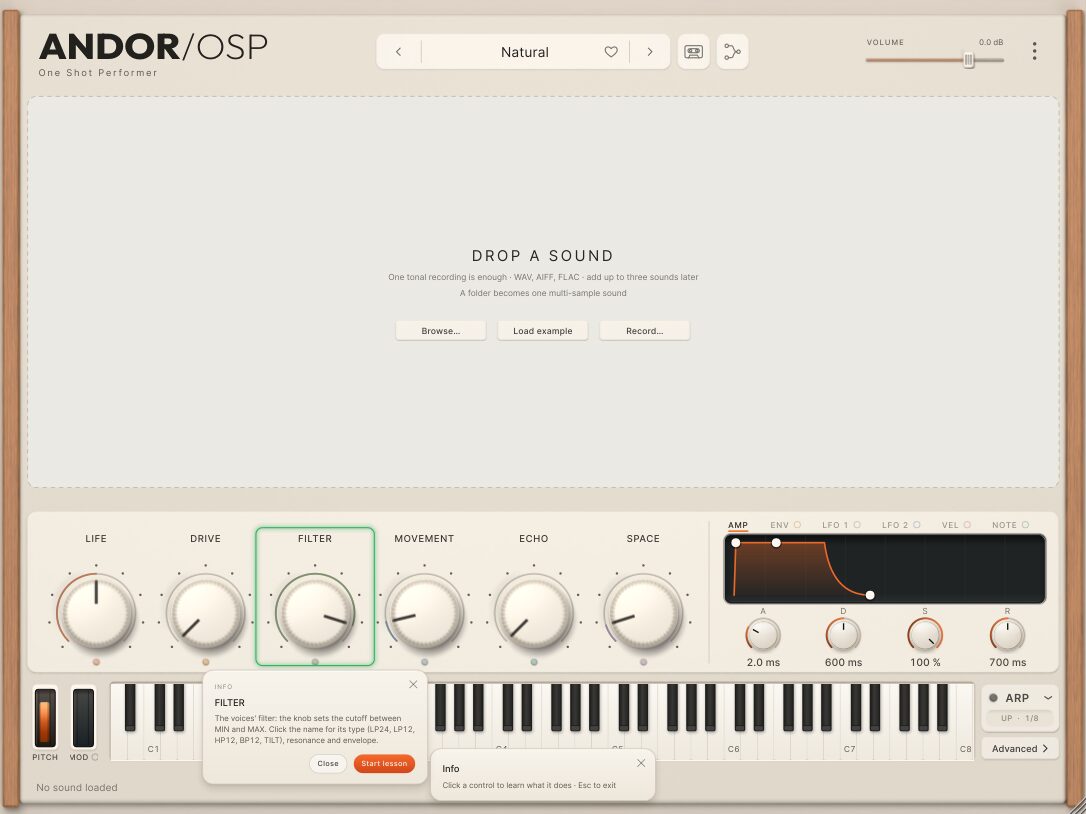 ANDOR/OSP
One Shot Performer
Natural
VOLUME 0.0 dB
DROP A SOUND
One tonal recording is enough · WAV, AIFF, FLAC · add up to three sounds later
A folder becomes one multi-sample sound
Browse...
Load example
Record...
LIFE
DRIVE
FILTER
MOVEMENT
ECHO
SPACE
AMP
ENV
LFO 1
LFO 2
VEL
NOTE
A
D
S
R
2.0 ms
600 ms
100 %
700 ms
PITCH
MOD
C1
C4
C5
C6
C7
C8
ARP
UP · 1/8
Advanced
INFO
FILTER
The voices' filter: the knob sets the cutoff between
MIN and MAX. Click the name for its type (LP24, LP12,
HP12, BP12, TILT), resonance and envelope.
Close
Start lesson
Info
Click a control to learn what it does · Esc to exit
No sound loaded